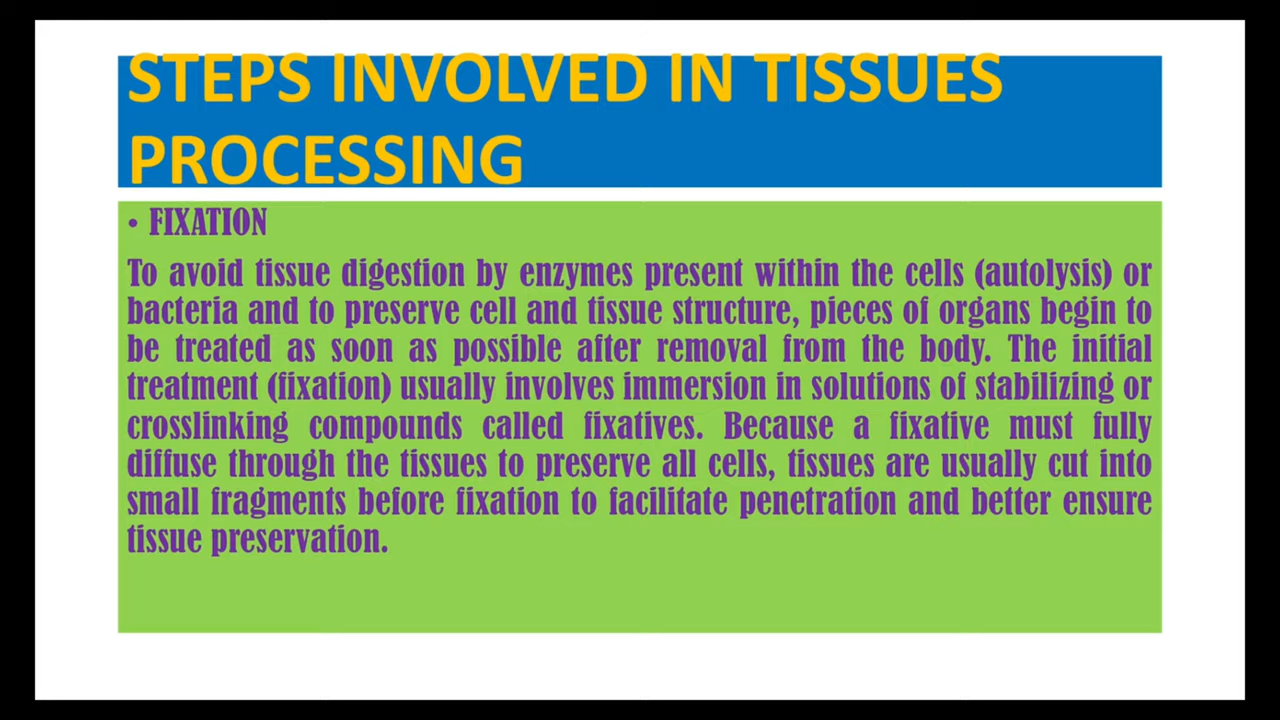 STEPS INVOLVED IN TISSUES
PROCESSING
• FIXATION
To avoid tissue digestion by enzymes present within the cells (autolysis) or
bacteria and to preserve cell and tissue structure, pieces of organs begin to
be treated as soon as possible after removal from the body. The initial
treatment (fixation) usually involves immersion in solutions of stabilizing or
crosslinking compounds called fixatives. Because a fixative must fully
diffuse through the tissues to preserve all cells, tissues are usually cut into
small fragments before fixation to facilitate penetration and better ensure
tissue preservation.